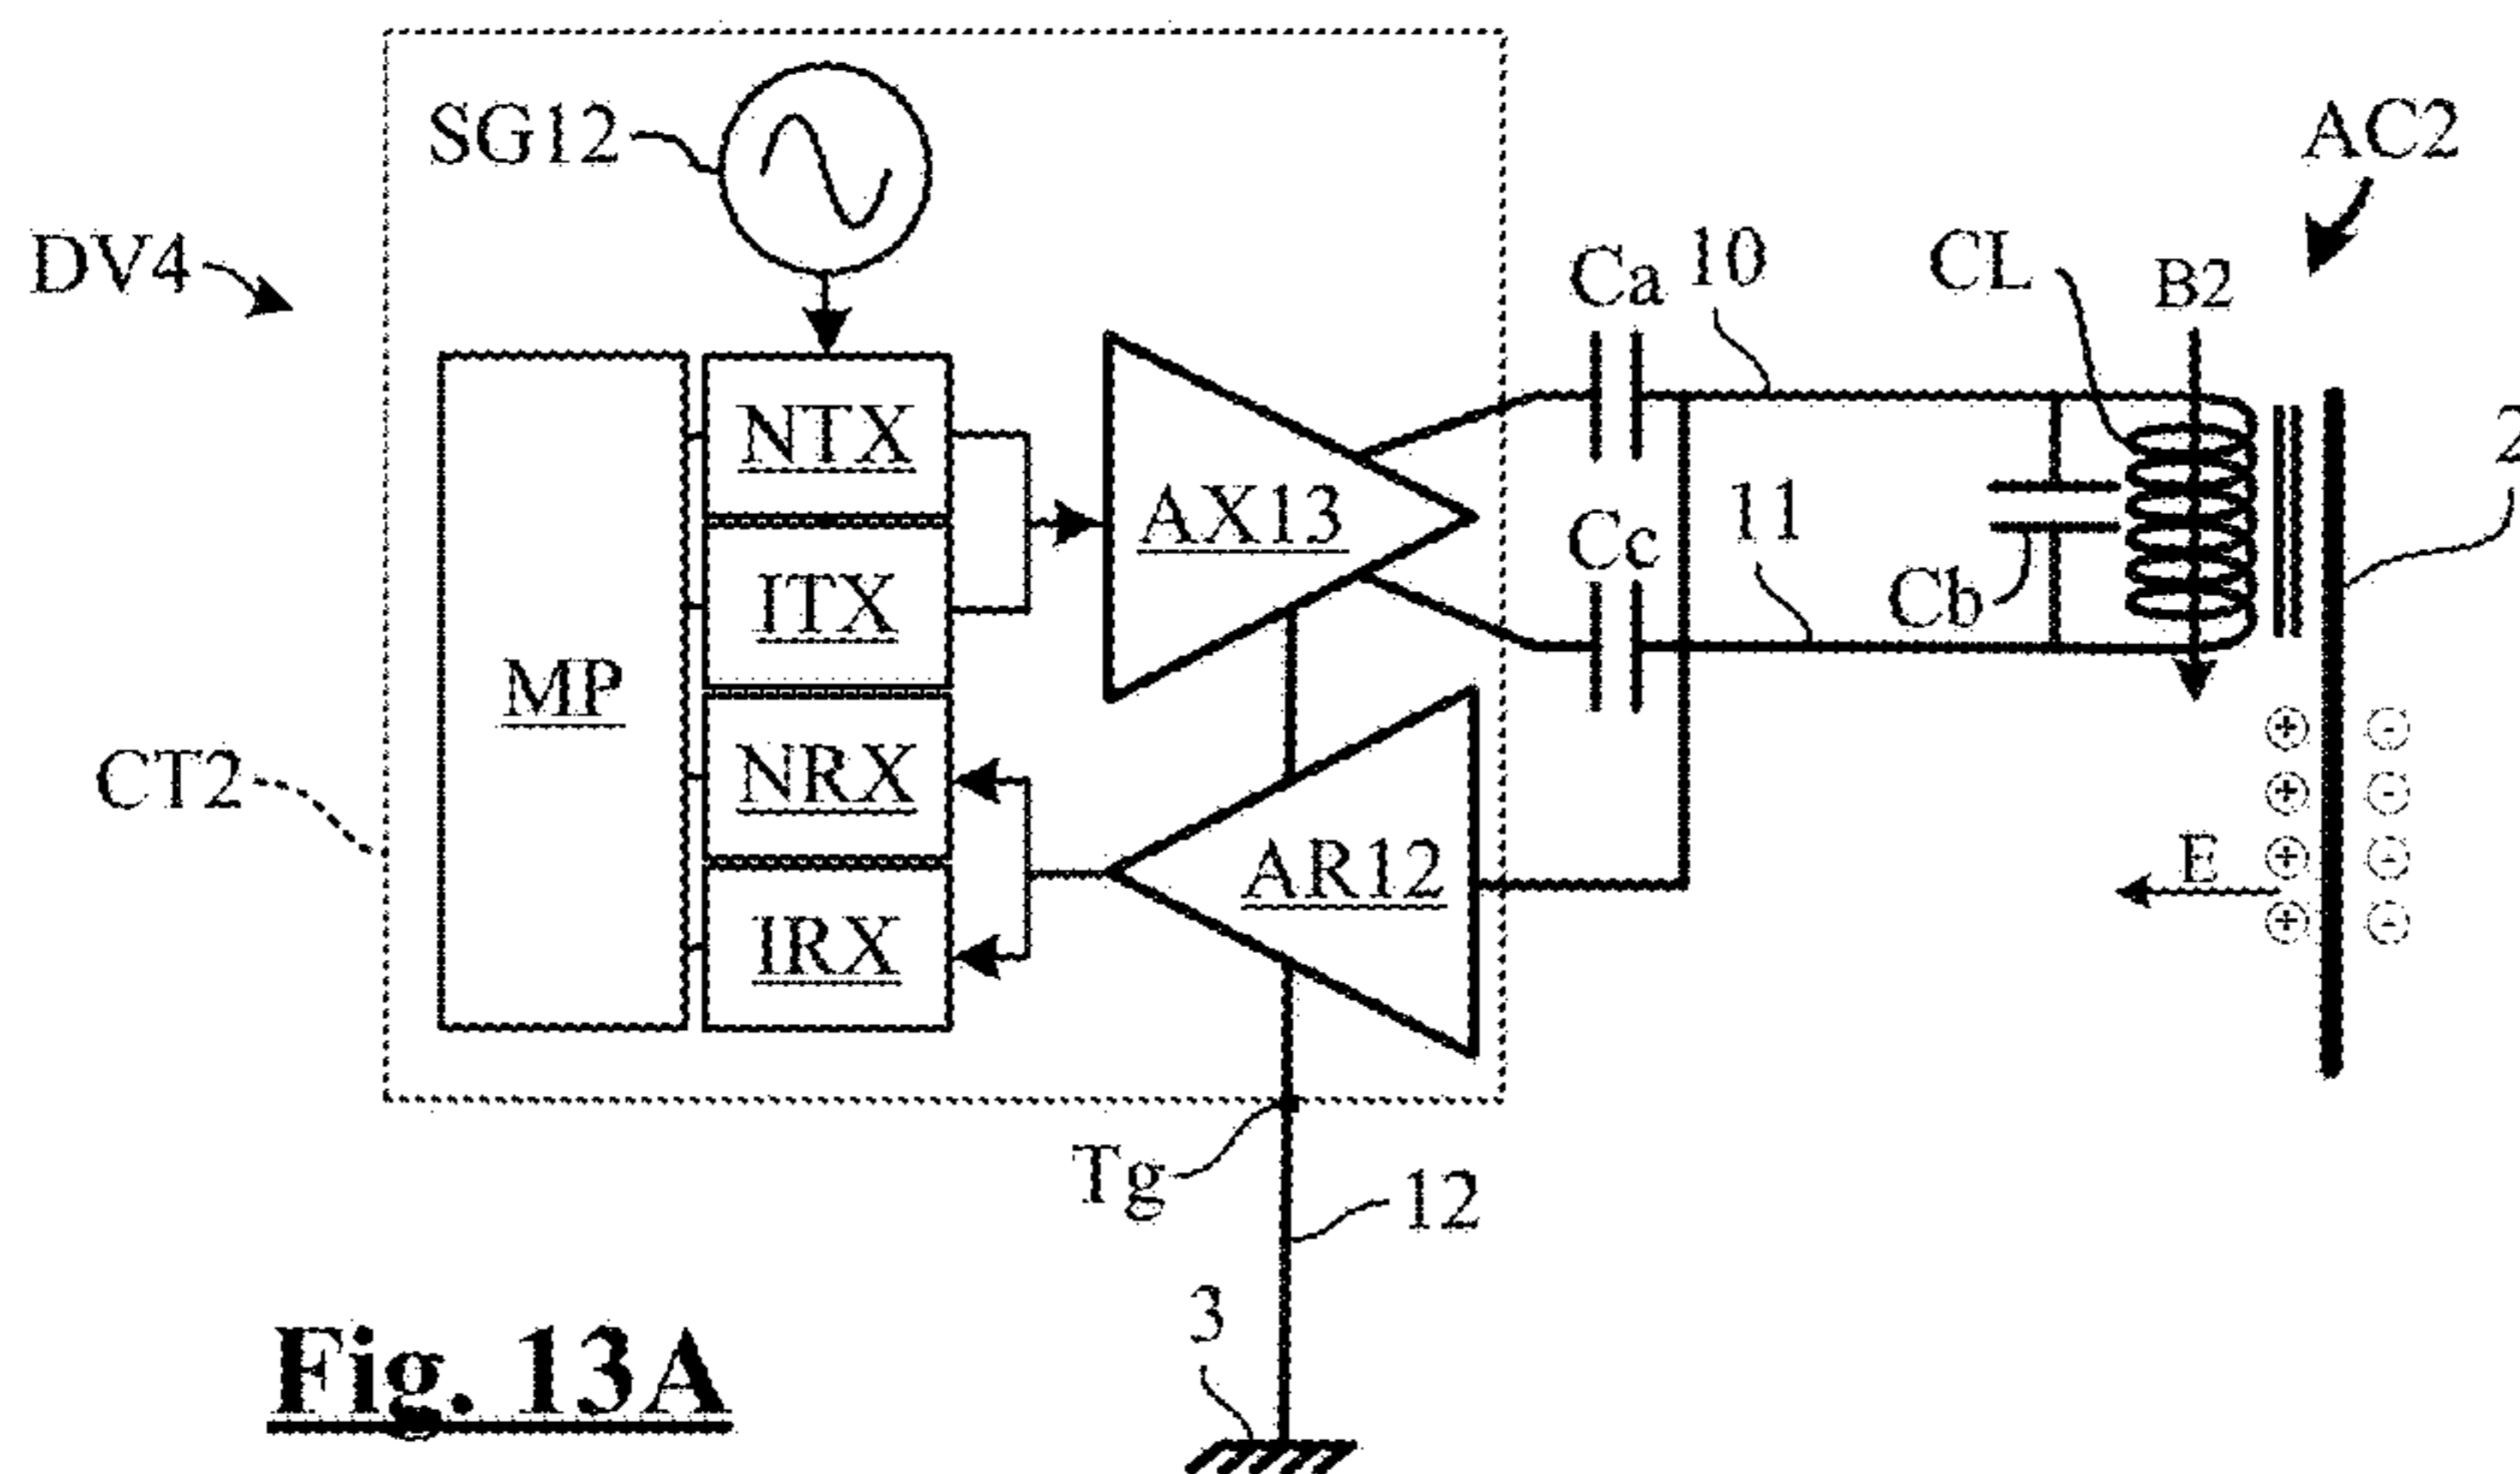 SG12
AC2
DV4
Ca
10
CL
B2
NTX
2
AX13
11
Cc
ITX
Cb
MP
NRX
CT2
AR12
E
IRX
Tg
12
3
Fig. 13A